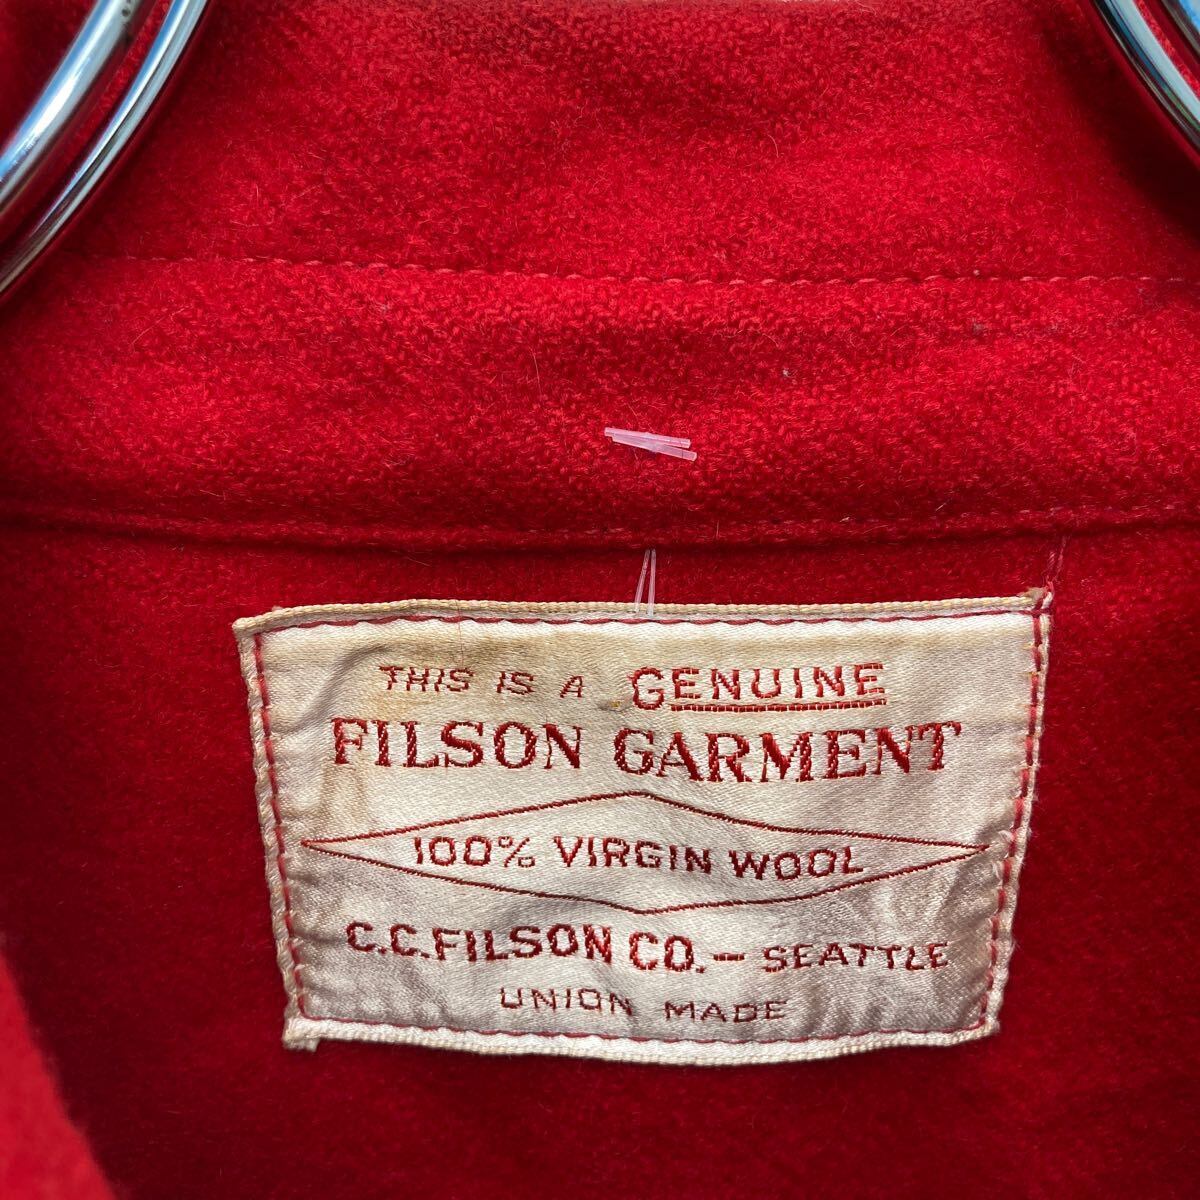 THIS IS A GENUINE
FILSON GARMENT
100% VIRGIN WOOL
C.C.FILSON CO.- SEATTLE
UNION MADE